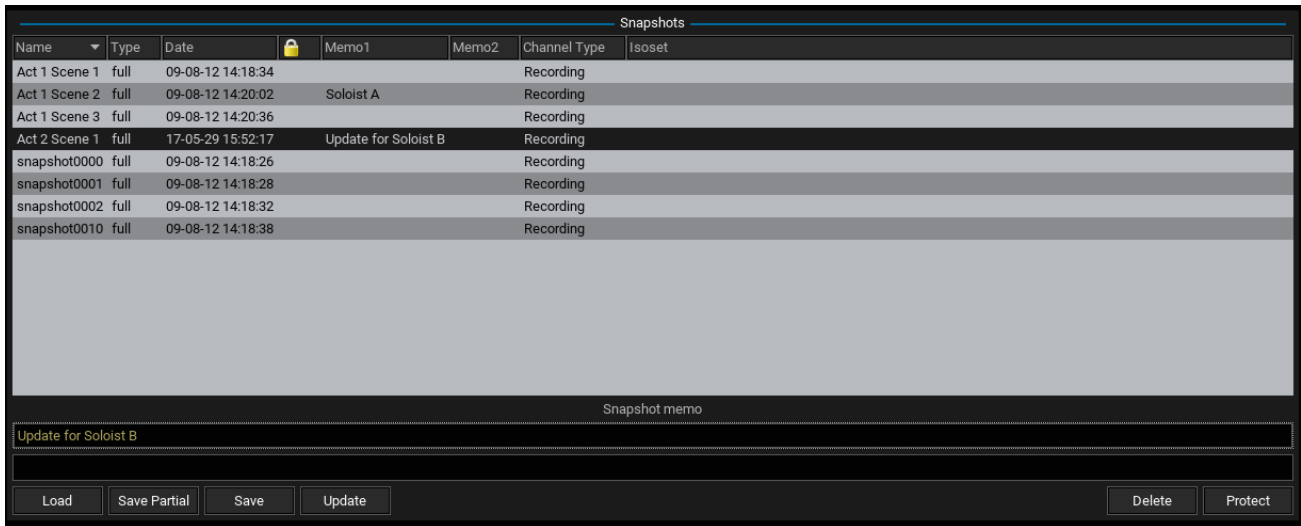 Snapshots
Name Type Date Memo1 Memo2 Channel Type Isoset
Act 1 Scene 1 full 09-08-12 14:18:34 Recording
Act 1 Scene 2 full 09-08-12 14:20:02 Soloist A Recording
Act 1 Scene 3 full 09-08-12 14:20:36 Recording
Act 2 Scene 1 full 17-05-29 15:52:17 Update for Soloist B Recording
snapshot0000 full 09-08-12 14:18:26 Recording
snapshot0001 full 09-08-12 14:18:28 Recording
snapshot0002 full 09-08-12 14:18:32 Recording
snapshot0010 full 09-08-12 14:18:38 Recording
Snapshot memo
Update for Soloist B
Load Save Partial Save Update Delete Protect